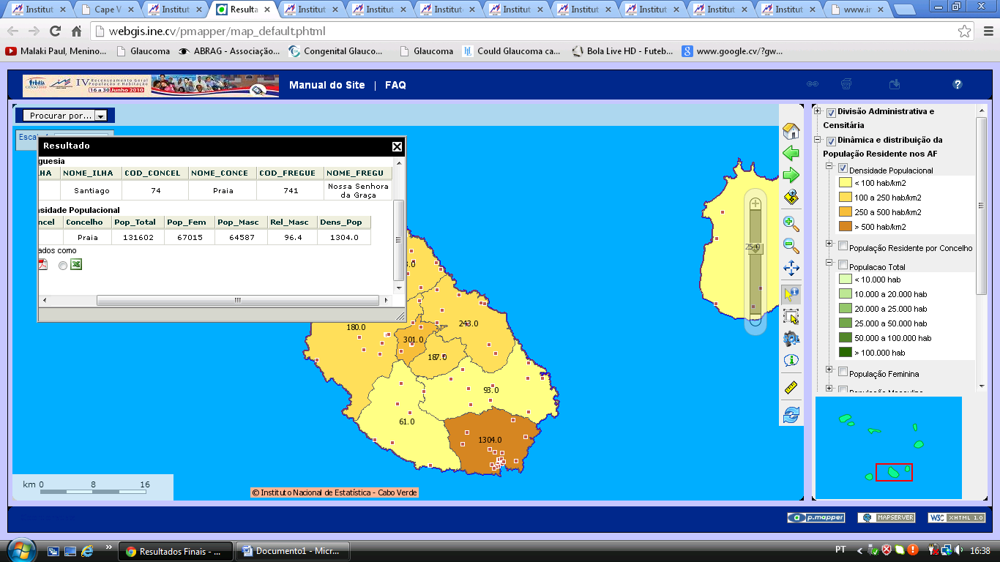 Institut
Cape V
Institut
Resulta
Institut
Institut
Institut
Institut
Institut
Institut
Institut
Institut
www.ir
webgis.ine.cv/pmapper/map_default.phtml
Malaki Paul, Menino...
Glaucoma
ABRAG - Associação...
Congenital Glauco...
Glaucoma
Could Glaucoma ca...
Bola Live HD - Futeb...
www.google.cv/?gw...
IV Recenseamento Geral
População e Habitação
16 a 30 Junho 2010
Manual do Site | FAQ
Procurar por...
Resultado
guesia
HA NOME_ILHA COD_CONCEL NOME_CONCE COD_FREGUE NOME_FREGU
Santiago 74 Praia 741 Nossa Senhora da Graça
nsidade Populacional
ncel Concelho Pop_Total Pop_Fem Pop_Masc Rel_Masc Dens_Pop
Praia 131602 67015 64587 96.4 1304.0
ados como
180.0
243.0
301.0
187.0
93.0
61.0
1304.0
25.0
km 0 8 16
© Instituto Nacional de Estatística - Cabo Verde
Divisão Administrativa e
Censitária
Dinâmica e distribuição da
População Residente nos AF
Densidade Populacional
< 100 hab/km2
100 a 250 hab/km2
250 a 500 hab/km2
> 500 hab/km2
População Residente por Concelho
Populacao Total
< 10.000 hab
10.000 a 20.000 hab
20.000 a 25.000 hab
25.000 a 50.000 hab
50.000 a 100.000 hab
> 100.000 hab
População Feminina
p.mapper
MAPSERVER
W3C XHTML 1.0
Resultados Finais - ...
Documento1 - Micr...
PT
16:38